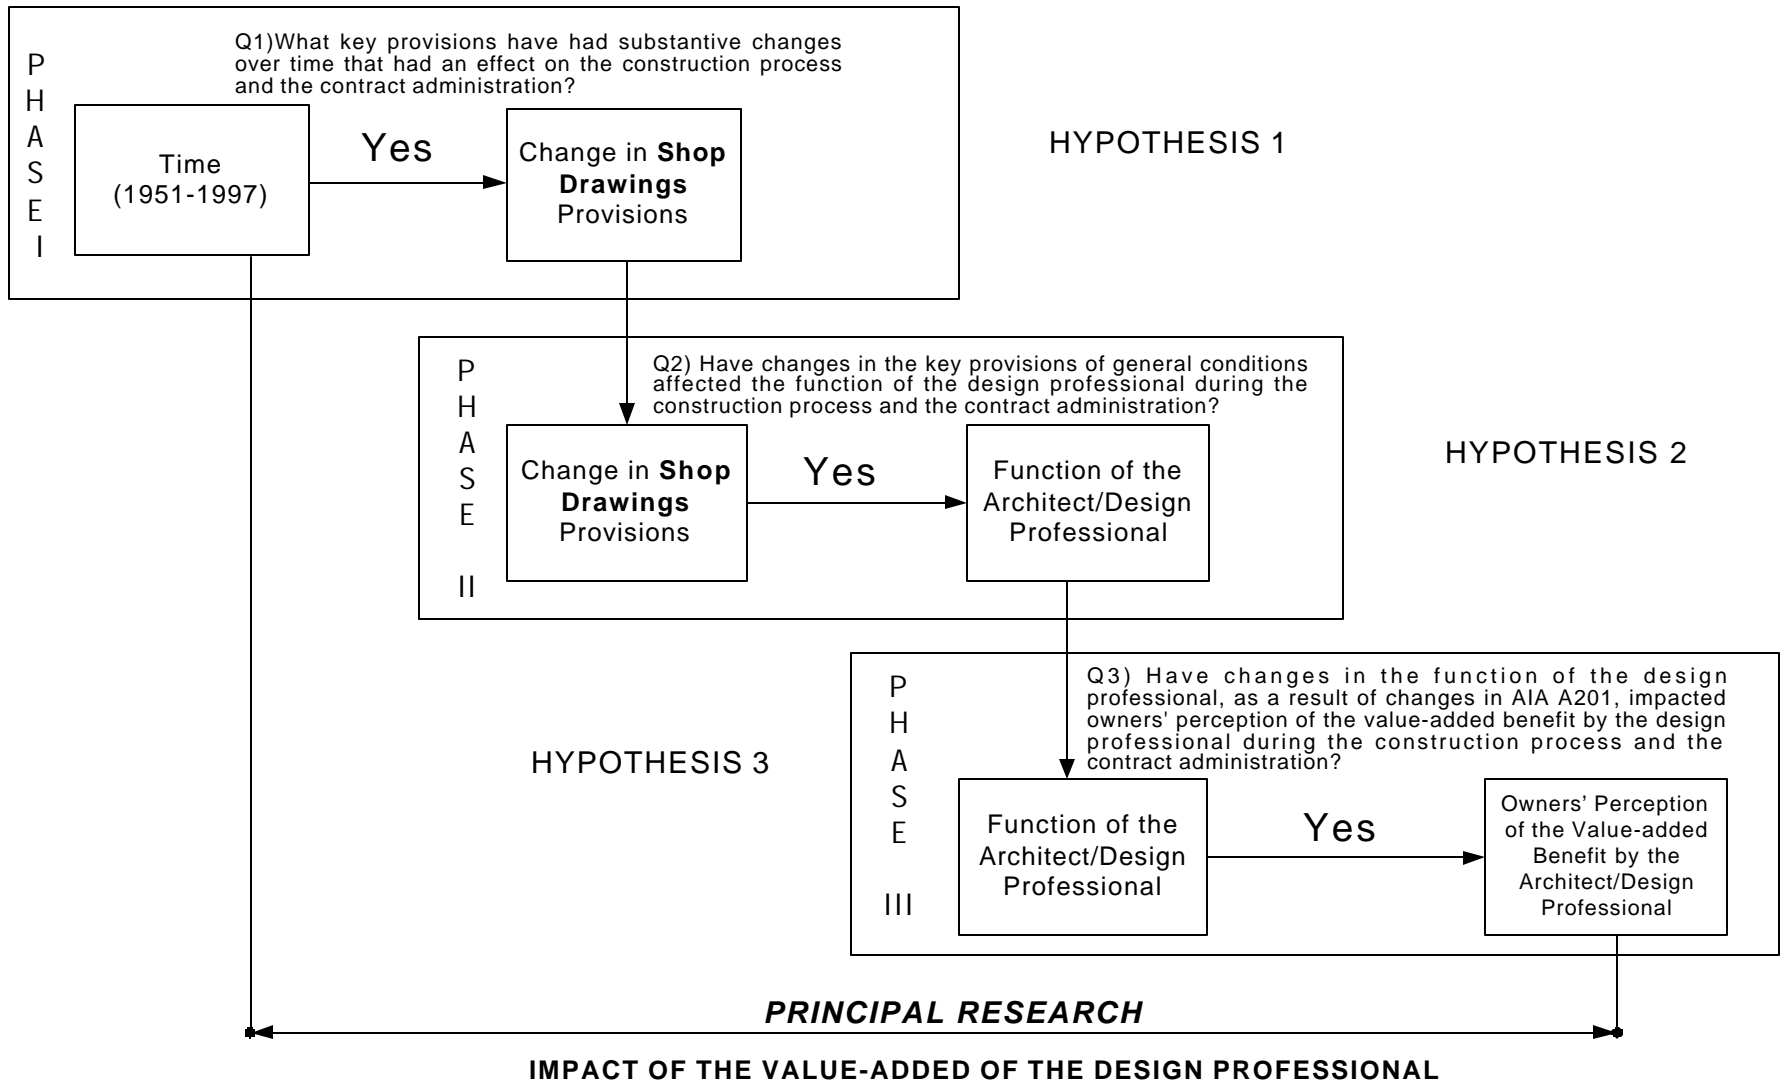 PHASE I
Q1)What key provisions have had substantive changes
over time that had an effect on the construction process
and the contract administration?
Time
(1951-1997)
Yes
Change in Shop
Drawings
Provisions
HYPOTHESIS 1
PHASE II
Q2) Have changes in the key provisions of general conditions
affected the function of the design professional during the
construction process and the contract administration?
Change in Shop
Drawings
Provisions
Yes
Function of the
Architect/Design
Professional
HYPOTHESIS 2
HYPOTHESIS 3
PHASE III
Q3) Have changes in the function of the design
professional, as a result of changes in AIA A201, impacted
owners' perception of the value-added benefit by the design
professional during the construction process and the
contract administration?
Function of the
Architect/Design
Professional
Yes
Owners’ Perception
of the Value-added
Benefit by the
Architect/Design
Professional
PRINCIPAL RESEARCH
IMPACT OF THE VALUE-ADDED OF THE DESIGN PROFESSIONAL